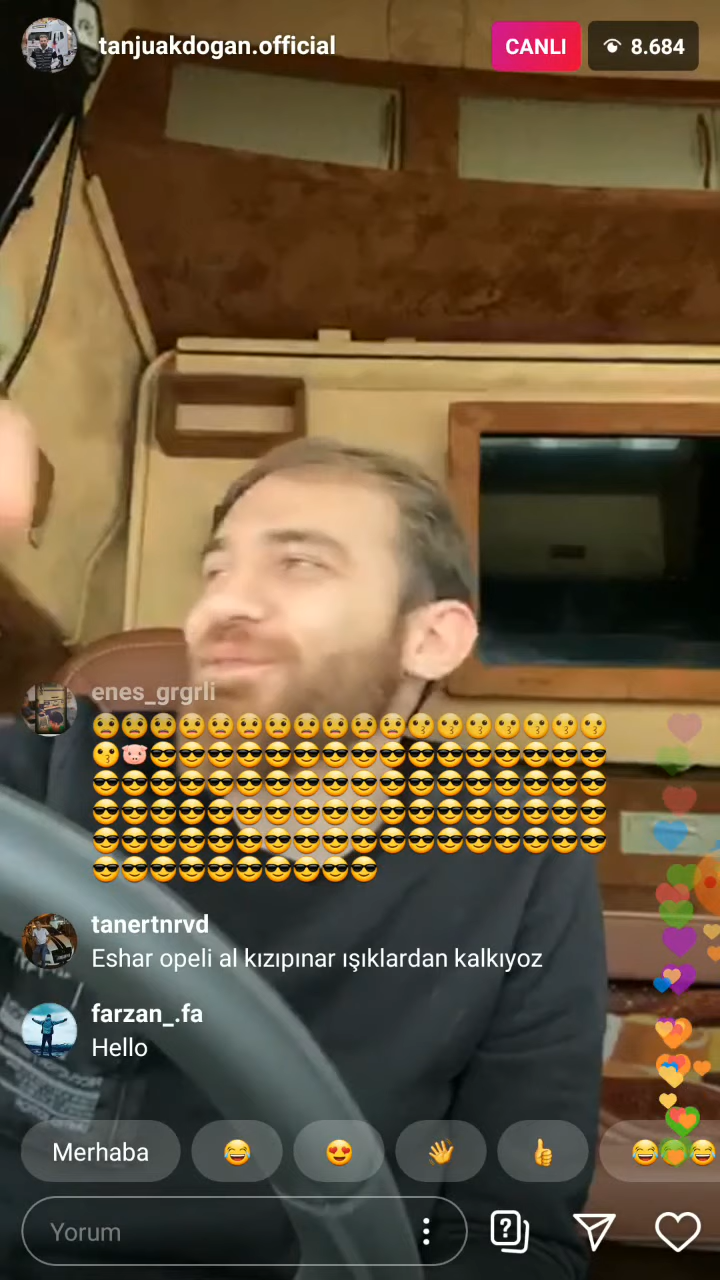 tanjuakdogan.official
CANLI
8.684
enes_grgrli
tanertnrvd
Eshar opeli al kızıpınar ışıklardan kalkıyoz
farzan_.fa
Hello
Merhaba
Yorum